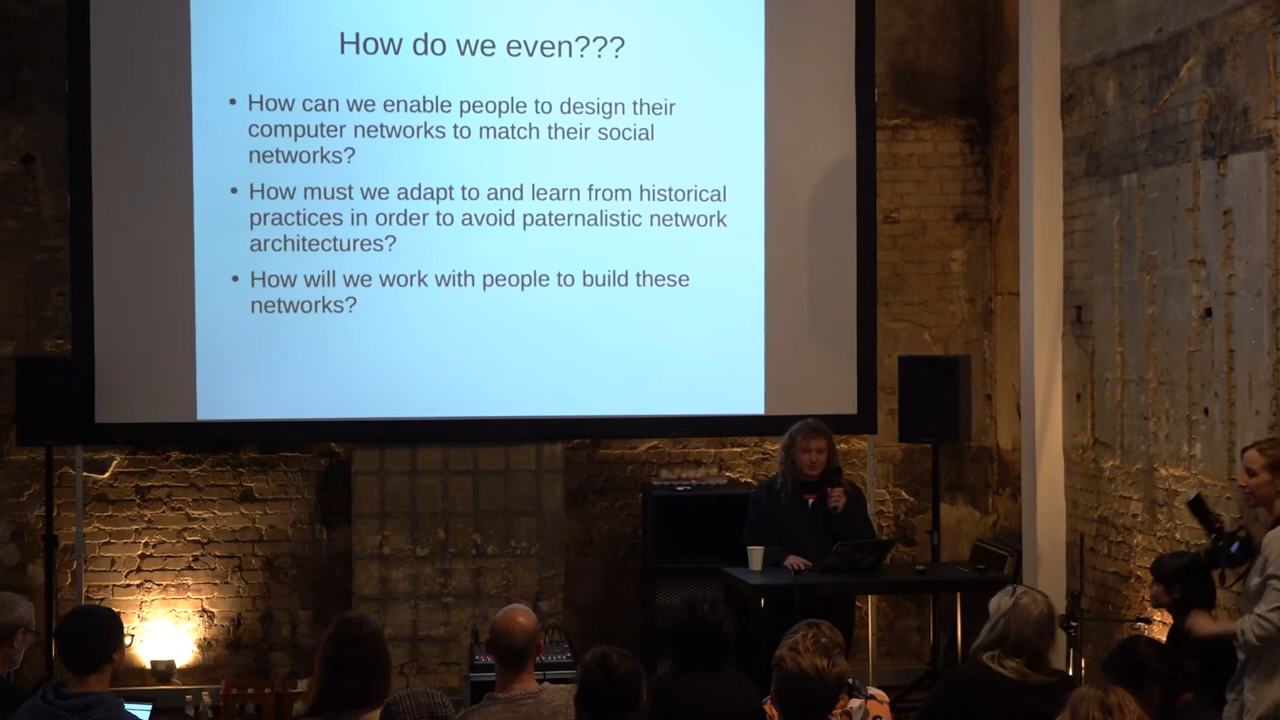 How do we even???
• How can we enable people to design their
computer networks to match their social
networks?
• How must we adapt to and learn from historical
practices in order to avoid paternalistic network
architectures?
• How will we work with people to build these
networks?